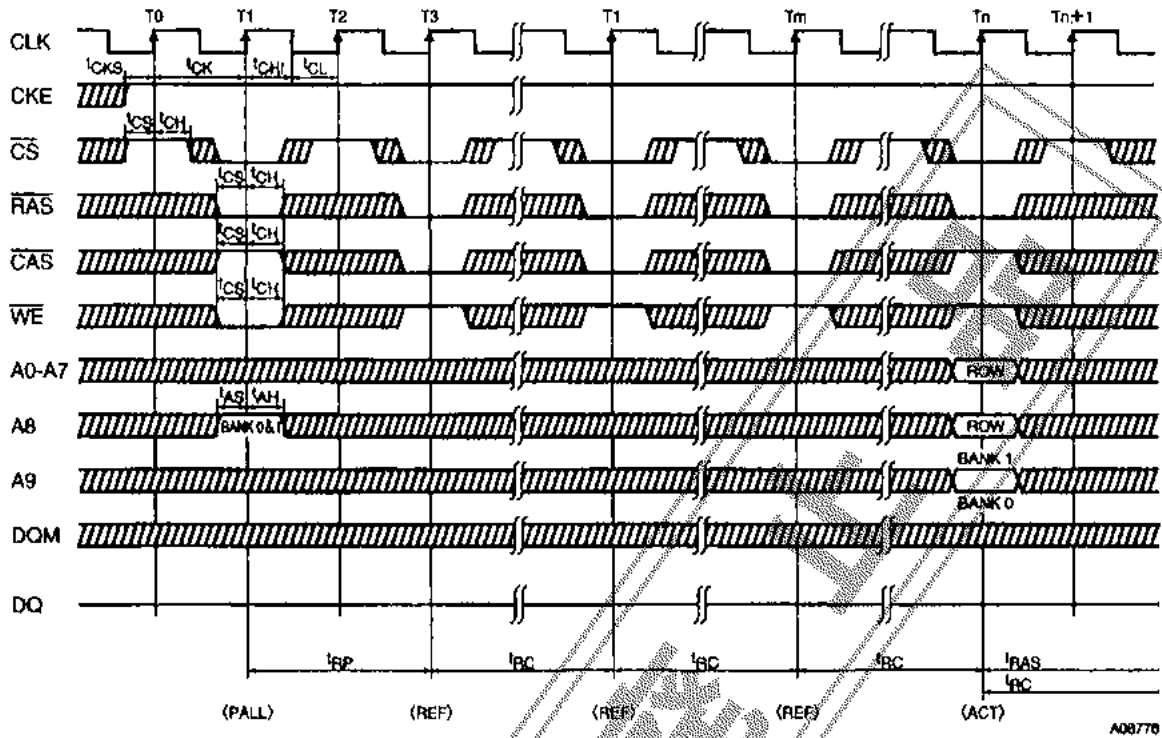 T0 T1 T2 T3 T1 Tm Tn Tn+1
CLK
tCKS tCK tCH tCL
CKE
tCS tCH
CS
tCS tCH
RAS
tCS tCH
CAS
tCS tCH
WE
A0-A7 ROW
tAS tAH
A8 BANK 0 & 1 ROW
BANK 1
A9
BANK 0
DQM
DQ
tRP tRC tRC tRC tRAS
tRC
(PALL) (REF) (REF) (REF) (ACT)
A08776